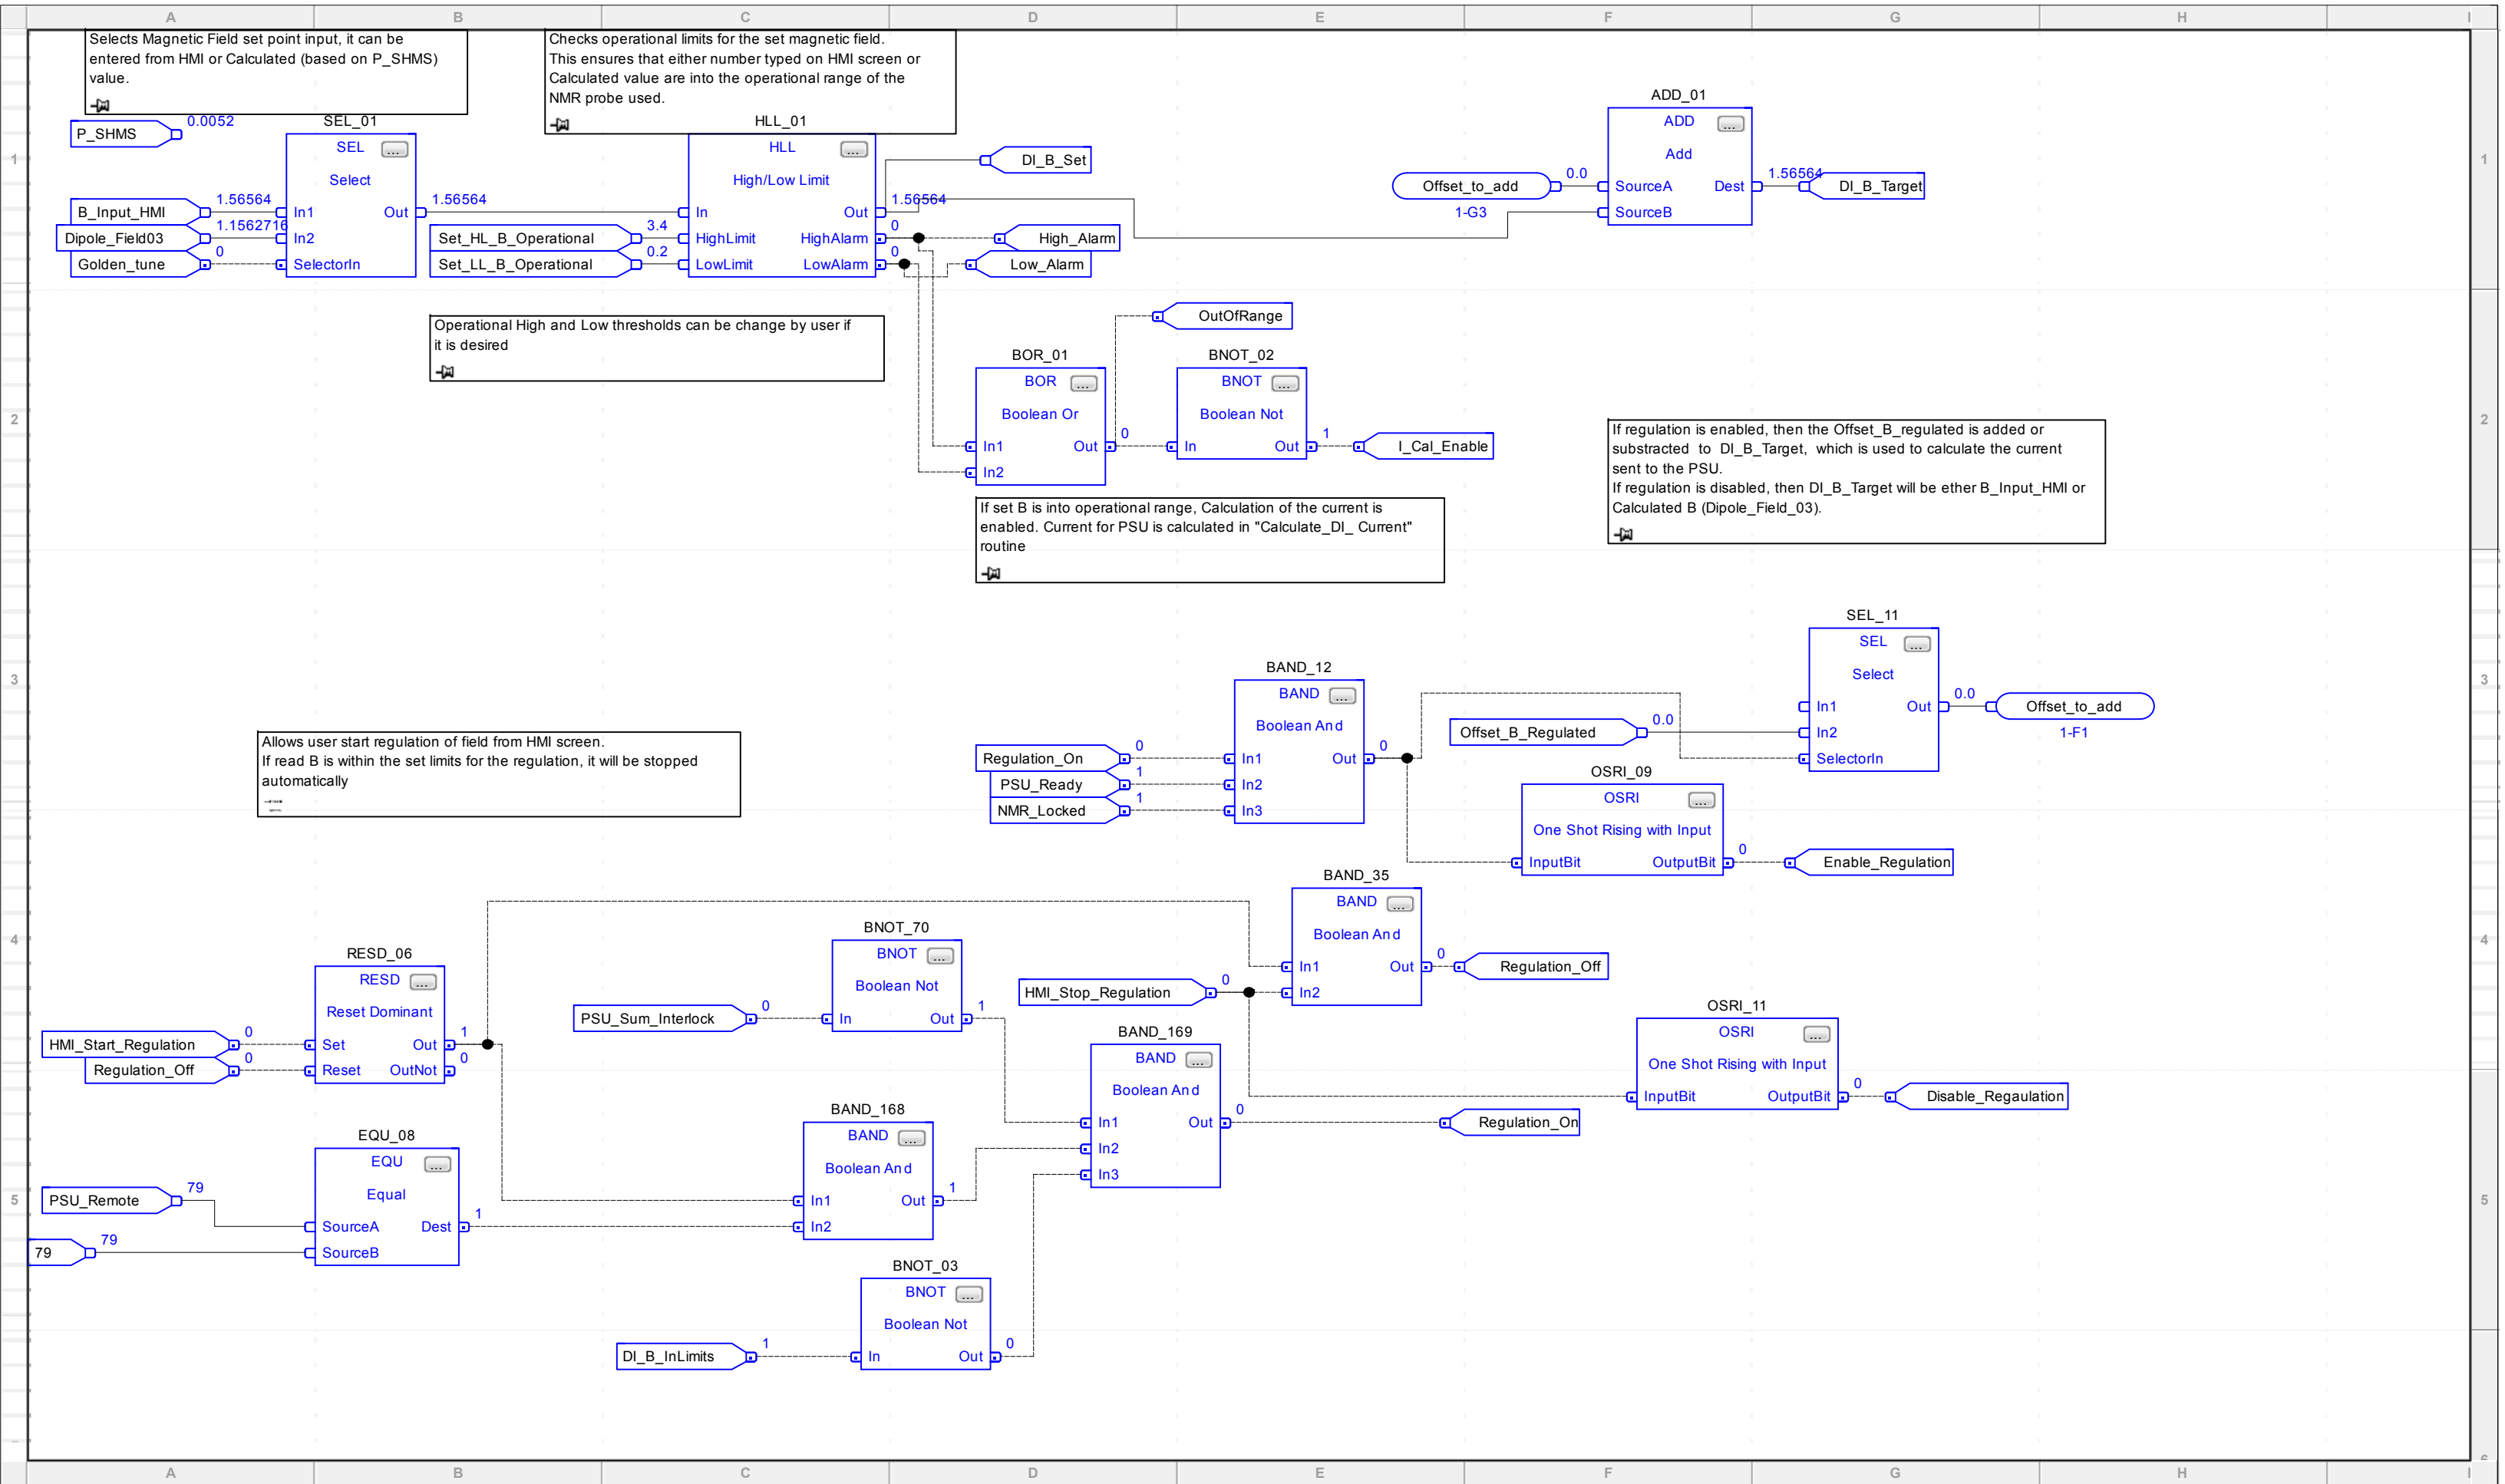 A B C D E F G H I
Selects Magnetic Field set point input, it can be
entered from HMI or Calculated (based on P_SHMS)
value.
Checks operational limits for the set magnetic field.
This ensures that either number typed on HMI screen or
Calculated value are into the operational range of the
NMR probe used.
P_SHMS
0.0052
1
1
SEL_01
SEL
...
Select
In1
In2
SelectorIn
Out
B_Input_HMI
1.56564
Dipole_Field03
1.1562716
Golden_tune
0
1.56564
Set_HL_B_Operational
3.4
Set_LL_B_Operational
0.2
HLL_01
HLL
...
High/Low Limit
In
HighLimit
LowLimit
Out
HighAlarm
LowAlarm
1.56564
0
0
DI_B_Set
High_Alarm
Low_Alarm
ADD_01
ADD
...
Add
SourceA
SourceB
Dest
Offset_to_add
0.0
1-G3
1.56564
DI_B_Target
Operational High and Low thresholds can be change by user if
it is desired
2
2
OutOfRange
BOR_01
BOR
...
Boolean Or
In1
In2
Out
0
BNOT_02
BNOT
...
Boolean Not
In
Out
1
I_Cal_Enable
If set B is into operational range, Calculation of the current is
enabled. Current for PSU is calculated in "Calculate_DI_ Current"
routine
If regulation is enabled, then the Offset_B_regulated is added or
substracted to DI_B_Target, which is used to calculate the current
sent to the PSU.
If regulation is disabled, then DI_B_Target will be ether B_Input_HMI or
Calculated B (Dipole_Field_03).
3
3
SEL_11
SEL
...
Select
In1
In2
SelectorIn
Out
0.0
Offset_to_add
1-F1
Offset_B_Regulated
0.0
BAND_12
BAND
...
Boolean And
In1
In2
In3
Out
0
Regulation_On
0
PSU_Ready
1
NMR_Locked
1
OSRI_09
OSRI
...
One Shot Rising with Input
InputBit
OutputBit
0
Enable_Regulation
Allows user start regulation of field from HMI screen.
If read B is within the set limits for the regulation, it will be stopped
automatically
4
4
BAND_35
BAND
...
Boolean And
In1
In2
Out
0
Regulation_Off
HMI_Stop_Regulation
0
BNOT_70
BNOT
...
Boolean Not
In
Out
1
PSU_Sum_Interlock
0
RESD_06
RESD
...
Reset Dominant
Set
Reset
Out
OutNot
1
0
HMI_Start_Regulation
0
Regulation_Off
0
OSRI_11
OSRI
...
One Shot Rising with Input
InputBit
OutputBit
0
Disable_Regaulation
BAND_169
BAND
...
Boolean And
In1
In2
In3
Out
0
Regulation_On
BAND_168
BAND
...
Boolean And
In1
In2
Out
1
EQU_08
EQU
...
Equal
SourceA
SourceB
Dest
1
5
5
PSU_Remote
79
79
79
BNOT_03
BNOT
...
Boolean Not
In
Out
0
DI_B_InLimits
1
A B C D E F G H I